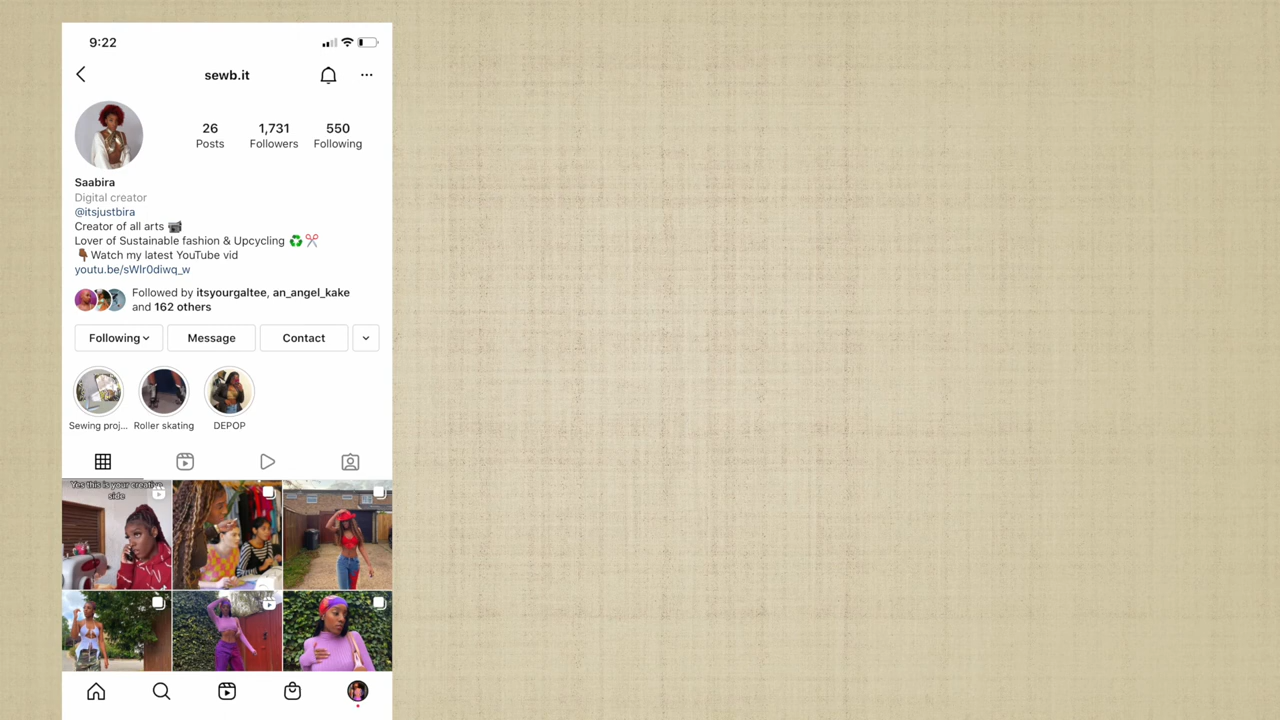 9:22
sewb.it
26
1,731
550
Posts
Followers
Following
Saabira
Digital creator
@itsjustbira
Creator of all arts
Lover of Sustainable fashion & Upcycling
Watch my latest YouTube vid
youtu.be/sWIr0diwq_w
Followed by itsyourgaltee, an_angel_kake
and 162 others
Following
Message
Contact
Sewing proj...
Roller skating
DEPOP
Yes this is your creative
side